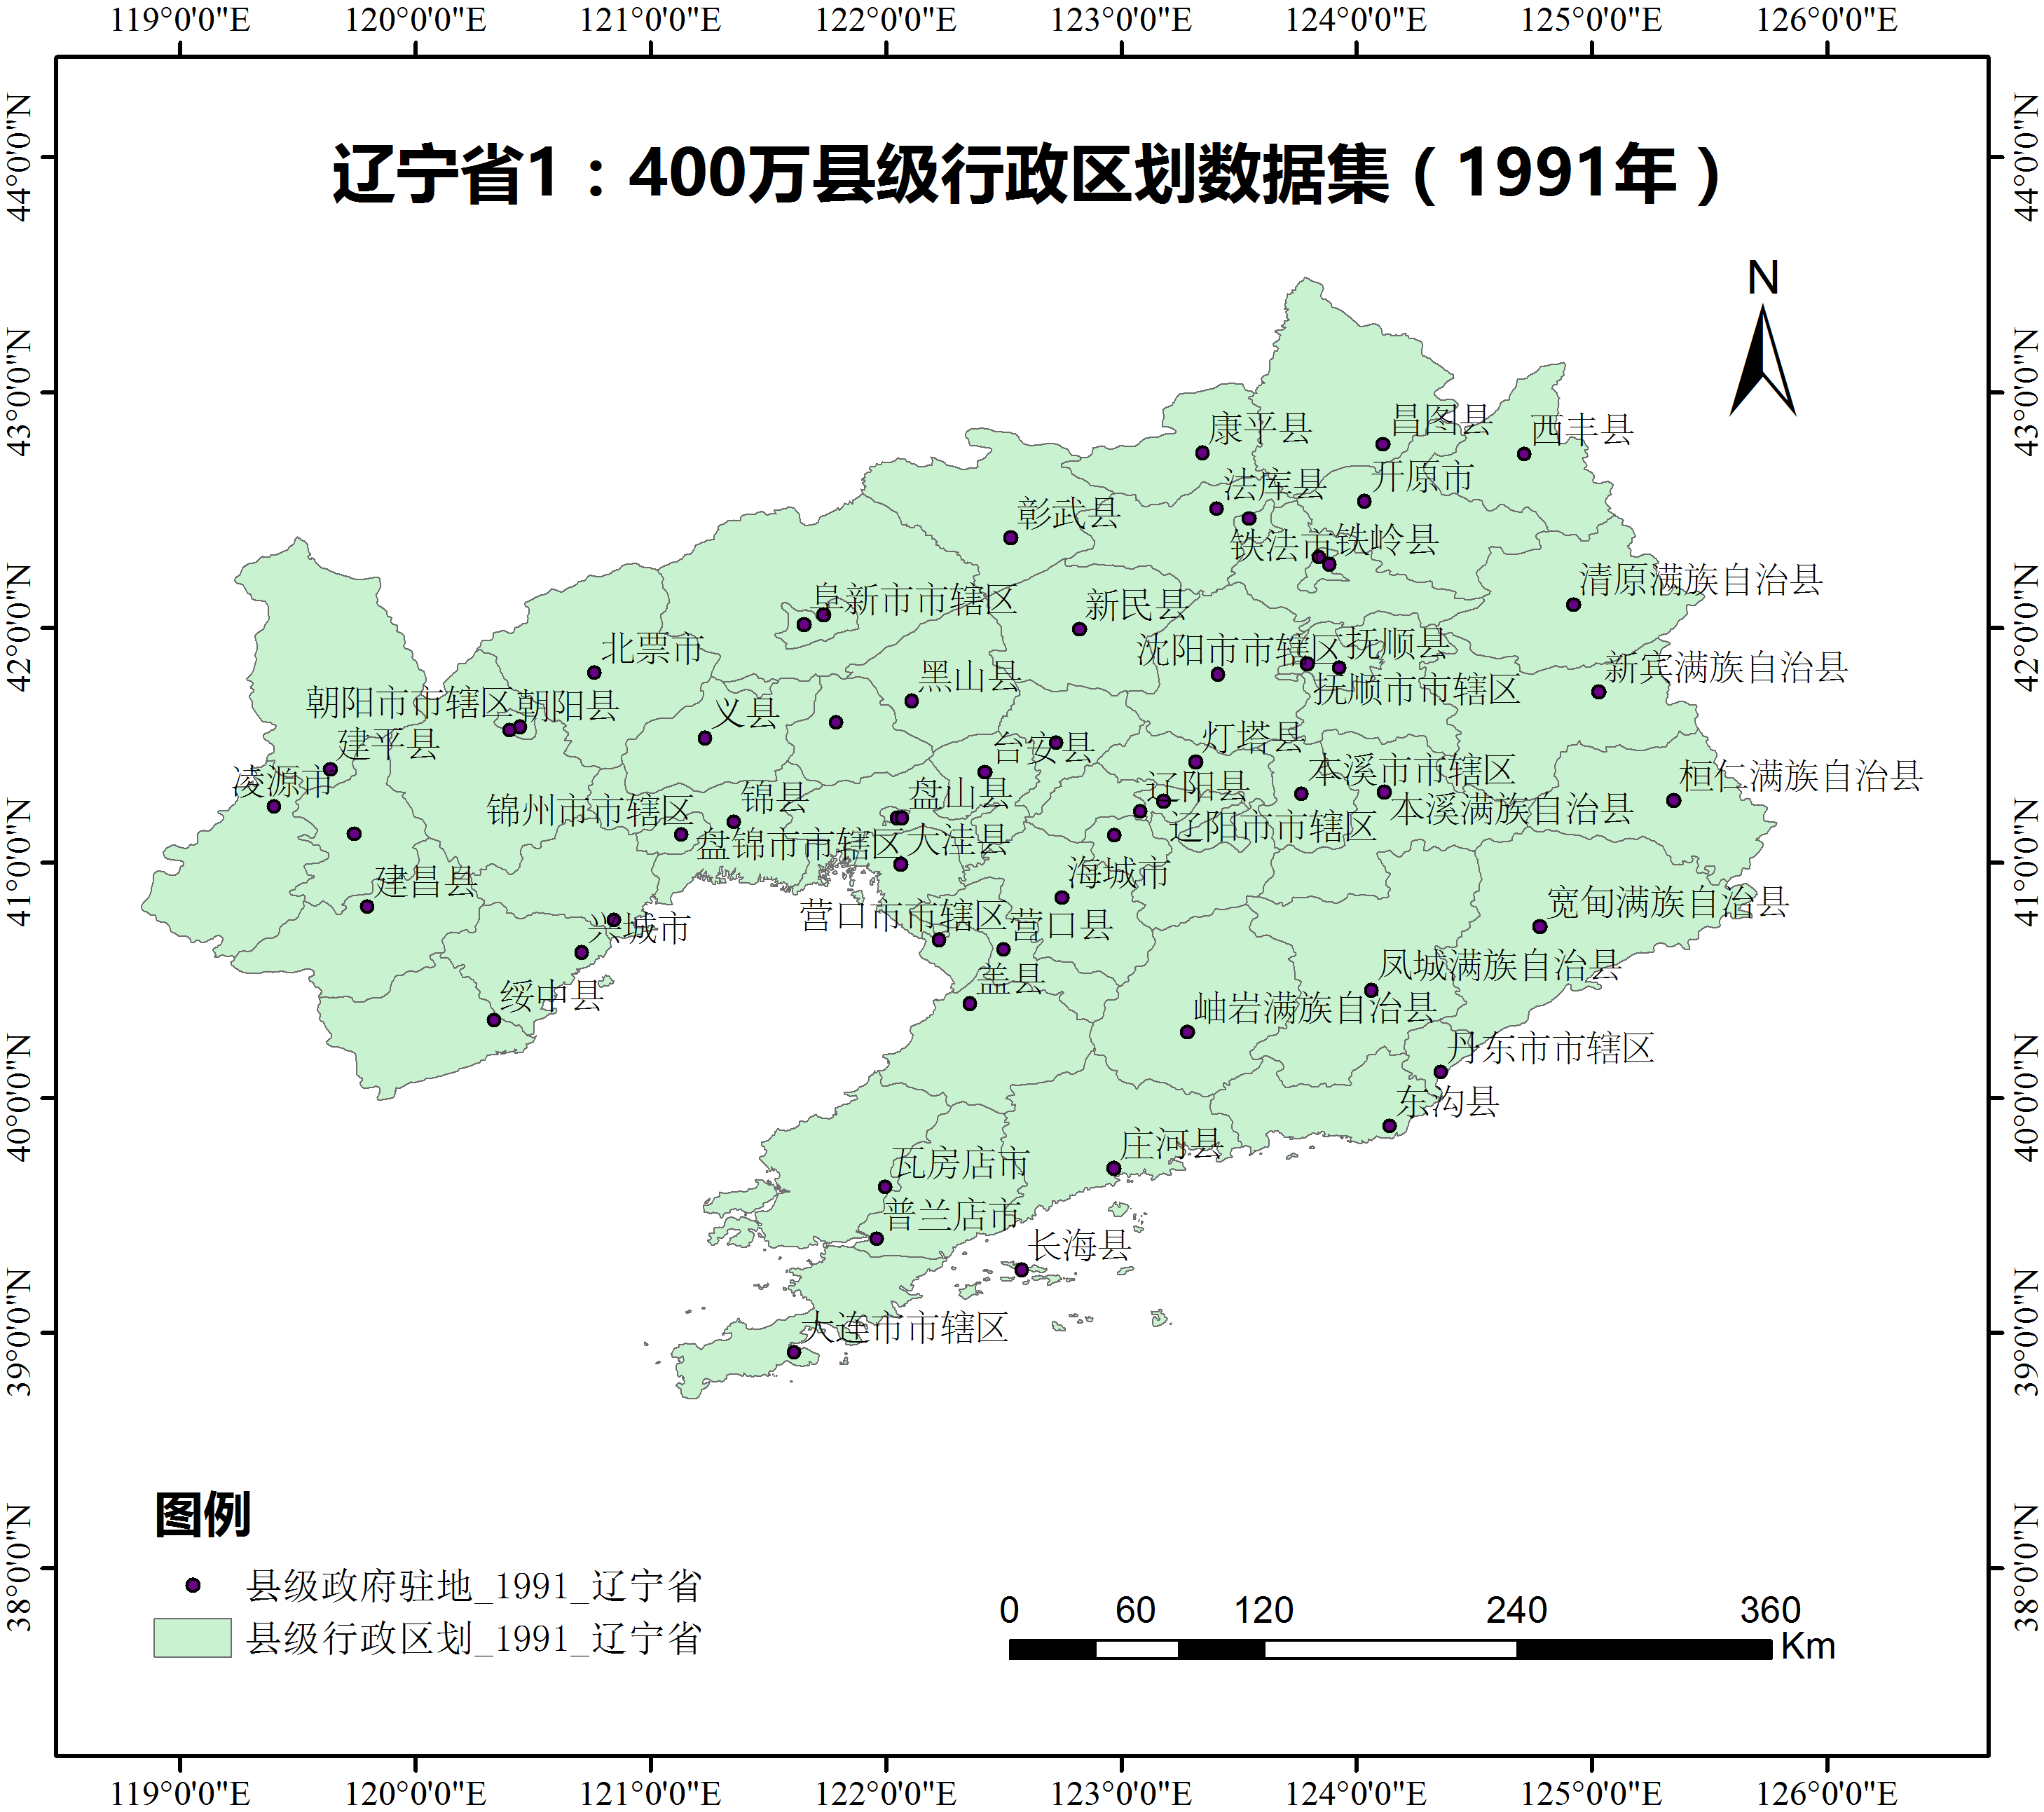 119°0'0"E 120°0'0"E 121°0'0"E 122°0'0"E 123°0'0"E 124°0'0"E 125°0'0"E 126°0'0"E
44°0'0"N
43°0'0"N
42°0'0"N
41°0'0"N
40°0'0"N
39°0'0"N
38°0'0"N
44°0'0"N
43°0'0"N
42°0'0"N
41°0'0"N
40°0'0"N
39°0'0"N
38°0'0"N
辽宁省1：400万县级行政区划数据集（1991年）
N
康平县
昌图县
西丰县
开原市
法库县
彰武县
铁法市
铁岭县
清原满族自治县
阜新市市辖区
新民县
北票市
沈阳市市辖区
抚顺县
新宾满族自治县
黑山县
抚顺市市辖区
朝阳市市辖区
朝阳县
义县
建平县
台安县
灯塔县
凌源市
本溪市市辖区
桓仁满族自治县
锦县
盘山县
辽阳县
锦州市市辖区
本溪满族自治县
辽阳市市辖区
盘锦市市辖区
大洼县
建昌县
海城市
营口市市辖区
营口县
宽甸满族自治县
兴城市
盖县
凤城满族自治县
绥中县
岫岩满族自治县
丹东市市辖区
东沟县
庄河县
瓦房店市
普兰店市
长海县
大连市市辖区
图例
县级政府驻地_1991_辽宁省
县级行政区划_1991_辽宁省
0 60 120 240 360
Km
119°0'0"E 120°0'0"E 121°0'0"E 122°0'0"E 123°0'0"E 124°0'0"E 125°0'0"E 126°0'0"E